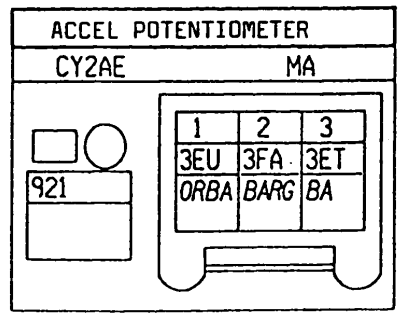 ACCEL POTENTIOMETER
CY2AE MA
1 2 3
3EU 3FA 3ET
921
ORBA BARG BA